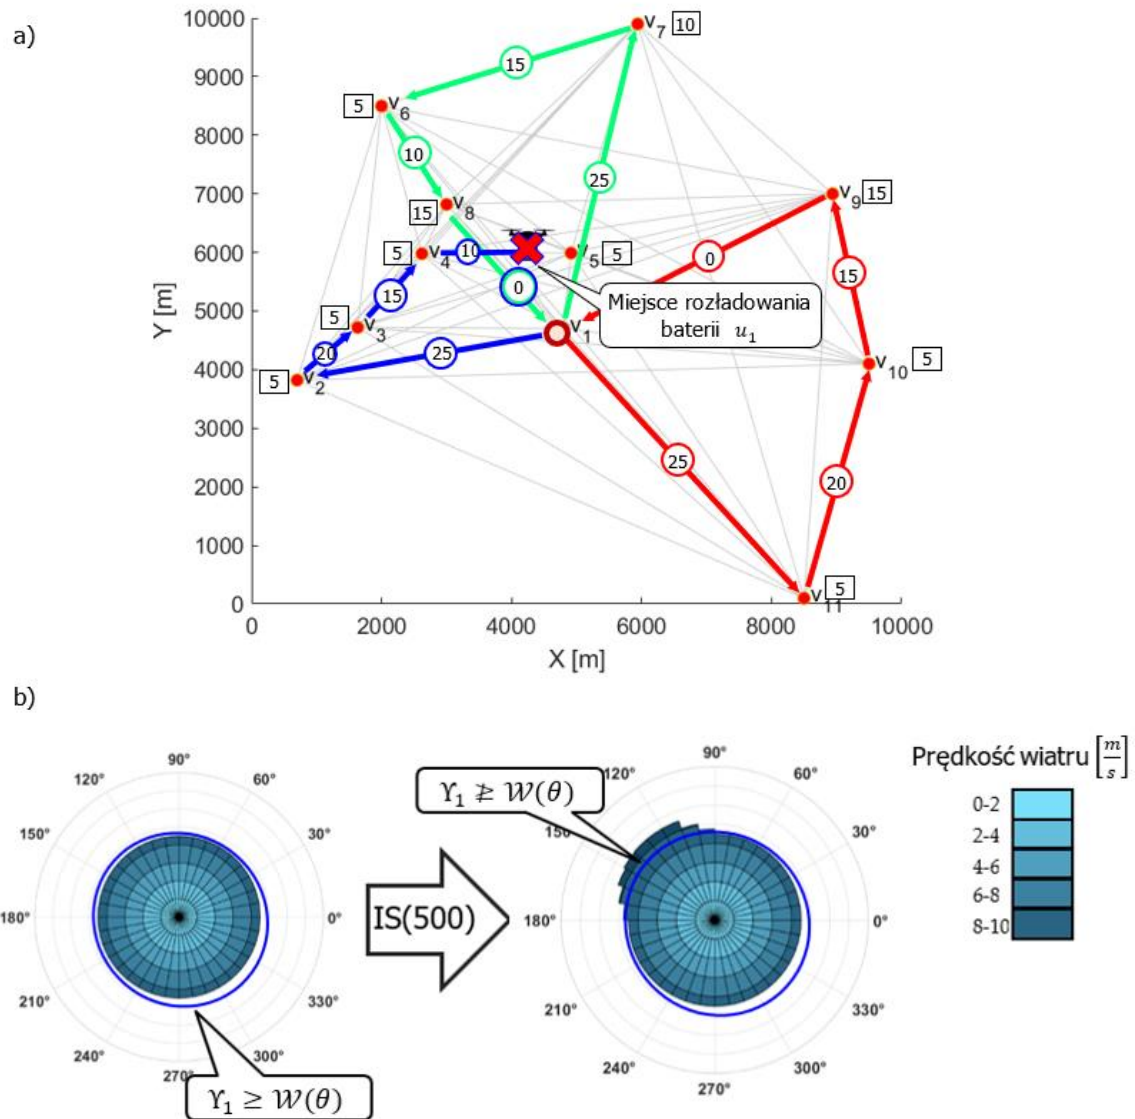 a)
10000
9000
8000
7000
6000
5000
4000
3000
2000
1000
0
Y [m]
0 2000 4000 6000 8000 10000
X [m]
v7 10
15
5 v6
10
25
15 v8
v9 15
5 v4 10
v5 5
0
0
15
15
Miejsce rozładowania
baterii u1
5
v3
v1
20
25
5 v2
v10 5
25
20
5
v11
b)
90°
120° 60°
150° 30°
180° 0°
210° 330°
240° 300°
270°
ϒ1 ≥ 𝒲(θ)
IS(500)
90°
120° 60°
150° 30°
180° 0°
210° 330°
240° 300°
270°
ϒ1 ≱ 𝒲(θ)
Prędkość wiatru [m/s]
0-2
2-4
4-6
6-8
8-10